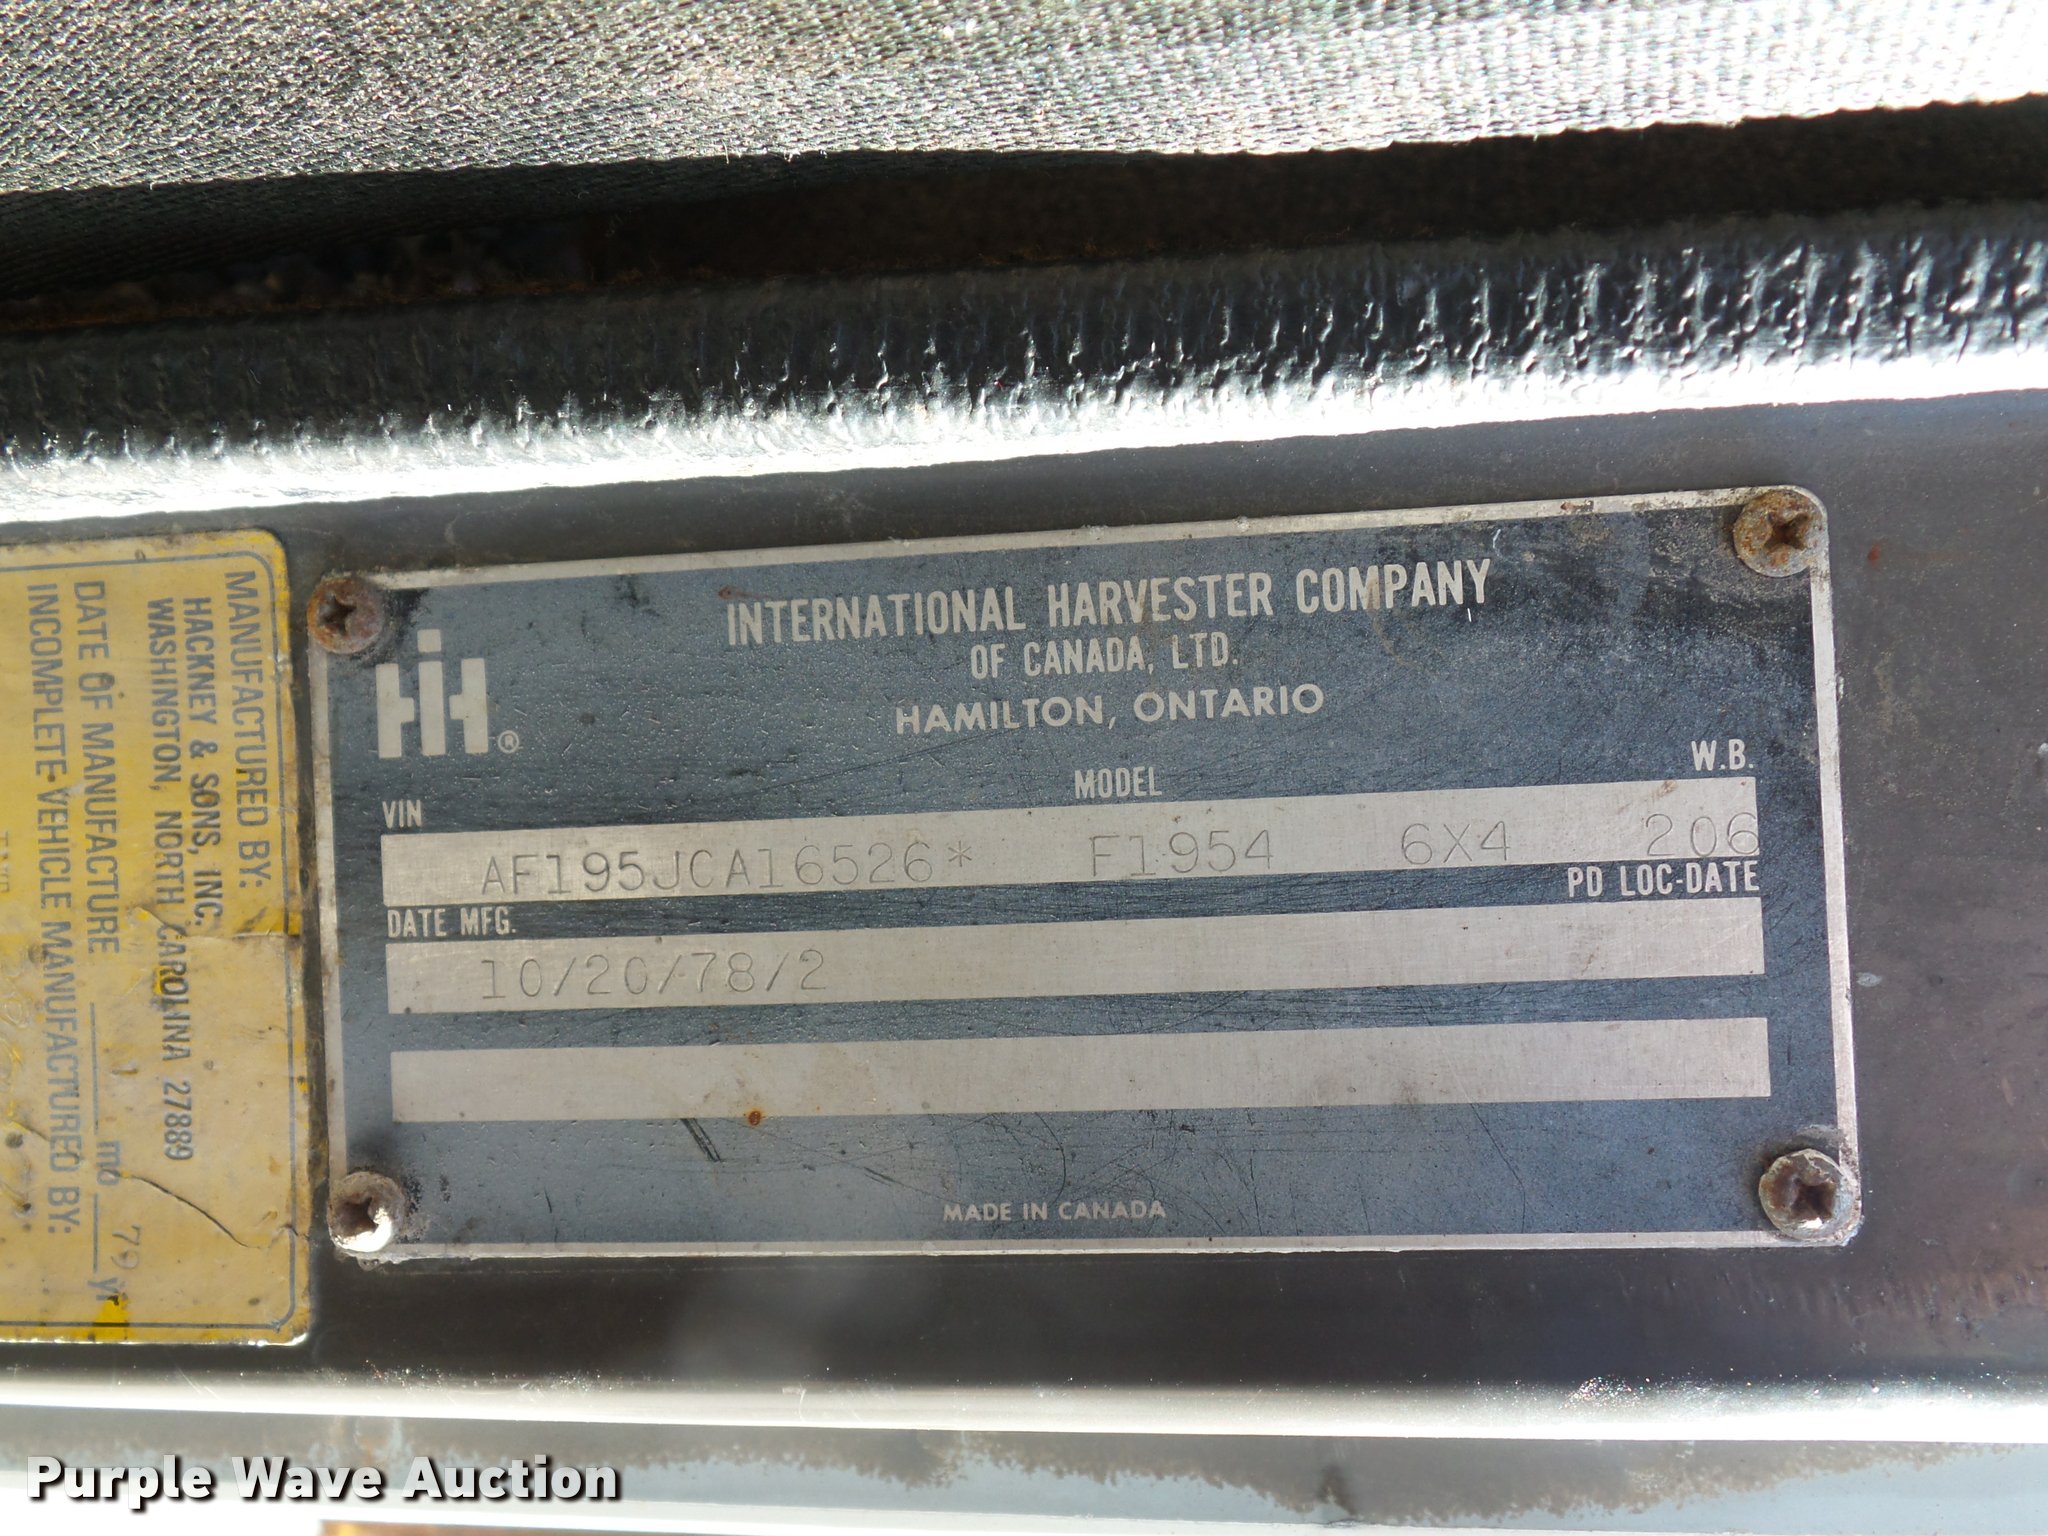 MANUFACTURED BY:
HACKNEY & SONS, INC.
WASHINGTON, NORTH CAROLINA 27889
DATE OF MANUFACTURE 1 mo 79 yr
INCOMPLETE VEHICLE MANUFACTURED BY:
INTERNATIONAL HARVESTER COMPANY
OF CANADA, LTD.
HAMILTON, ONTARIO
IH ®
VIN MODEL W.B.
AF195JCA16526* F1954 6X4 206
DATE MFG. PD LOC-DATE
10/20/78/2
MADE IN CANADA
Purple Wave Auction